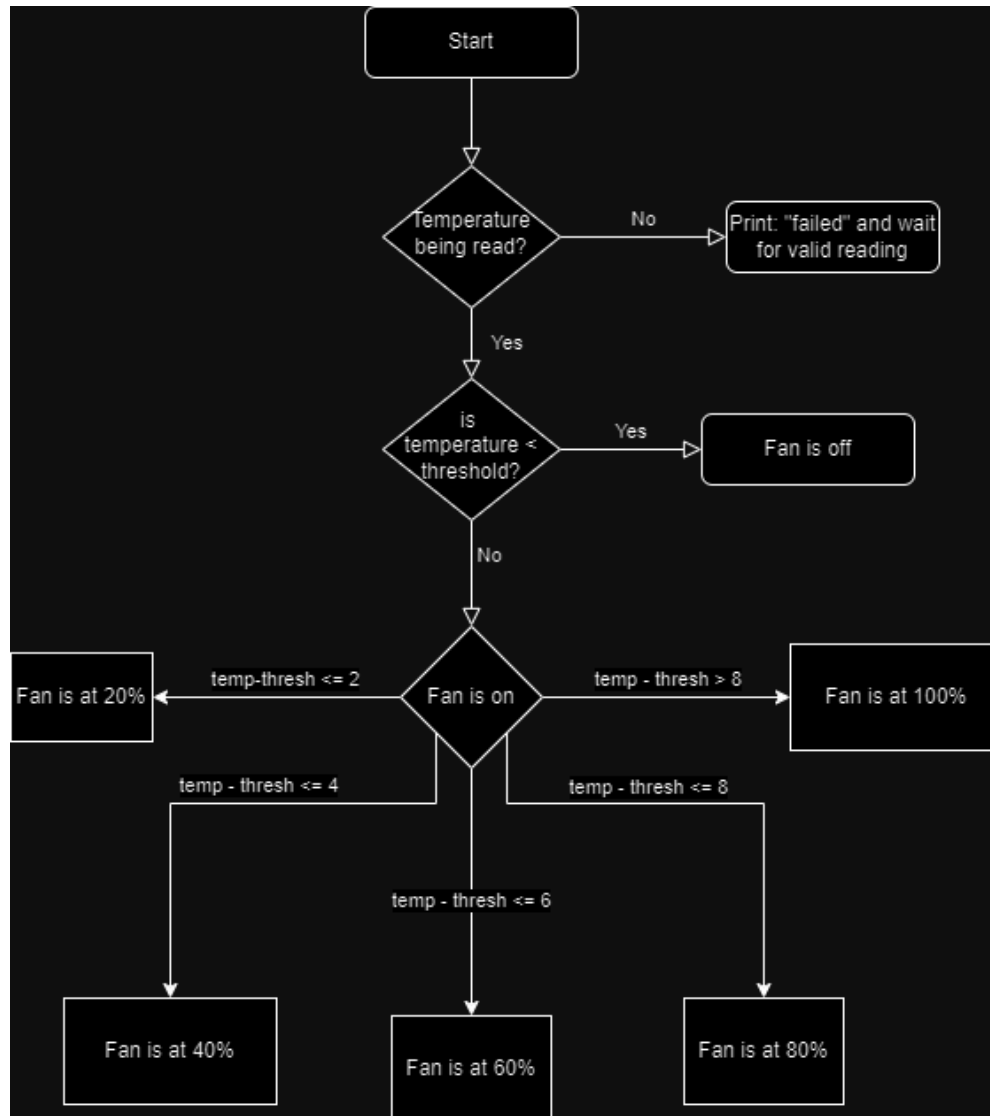 Start
Temperature
being read?
No
Print: "failed" and wait
for valid reading
Yes
is
temperature <
threshold?
Yes
Fan is off
No
Fan is at 20%
temp-thresh <= 2
Fan is on
temp - thresh > 8
Fan is at 100%
temp - thresh <= 4
temp - thresh <= 8
temp - thresh <= 6
Fan is at 40%
Fan is at 60%
Fan is at 80%